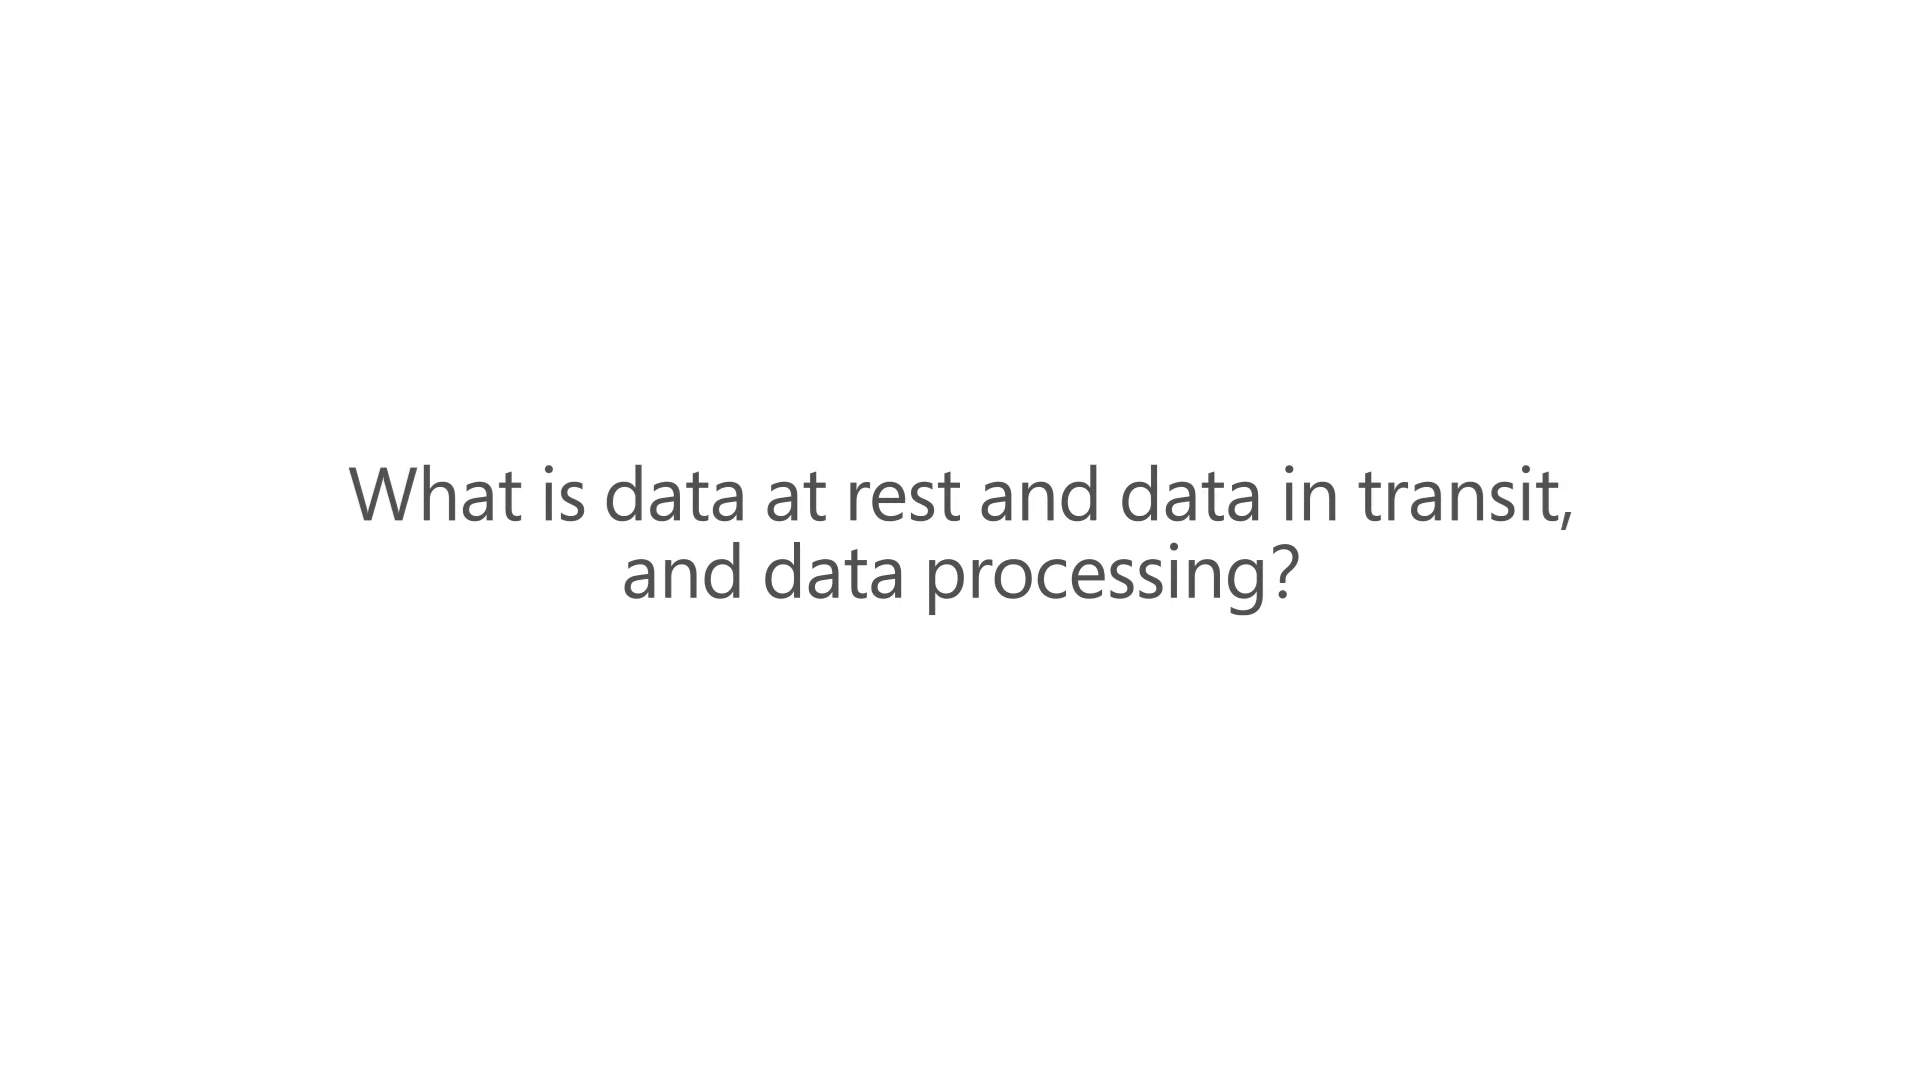 What is data at rest and data in transit,
and data processing?